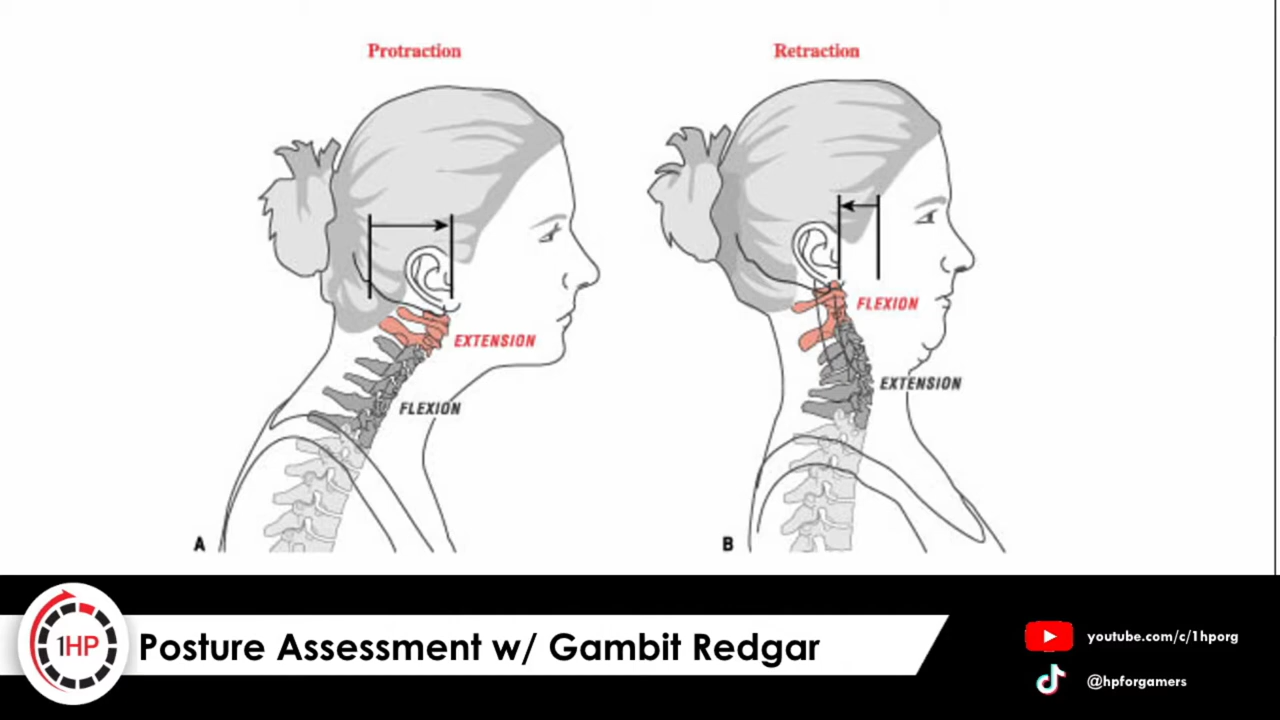 Protraction
Retraction
EXTENSION
FLEXION
A
FLEXION
EXTENSION
B
1HP
Posture Assessment w/ Gambit Redgar
youtube.com/c/1hporg
@hpforgamers